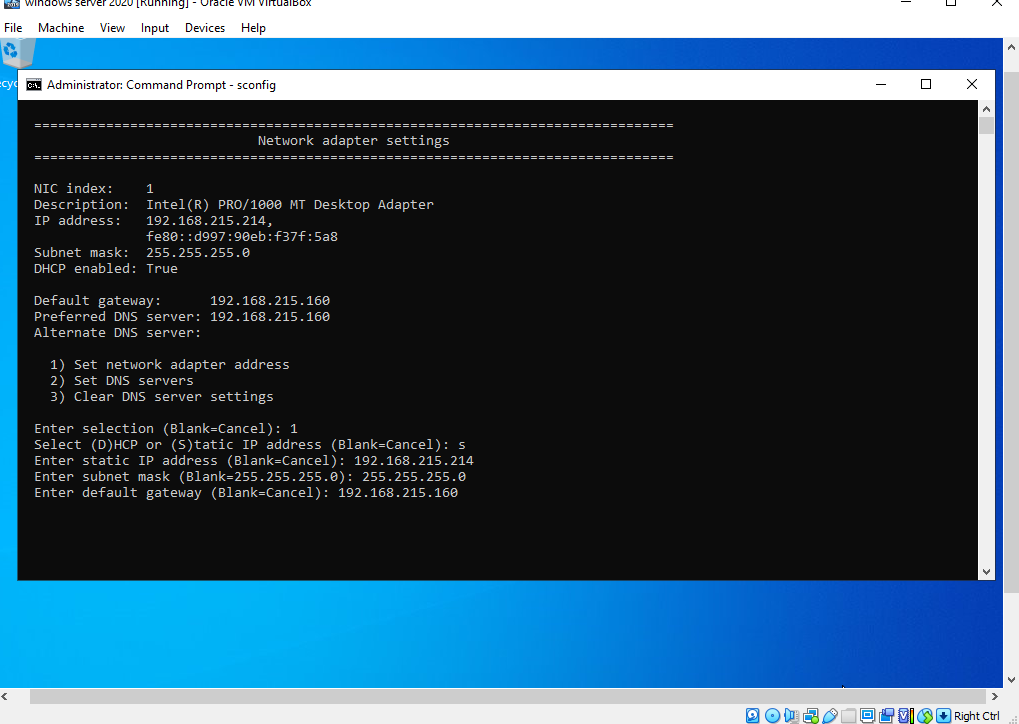 windows server 2020 [Running] - Oracle VM VirtualBox
File Machine View Input Devices Help
Administrator: Command Prompt - sconfig
================================================================================
Network adapter settings
================================================================================
NIC index: 1
Description: Intel(R) PRO/1000 MT Desktop Adapter
IP address: 192.168.215.214,
fe80::d997:90eb:f37f:5a8
Subnet mask: 255.255.255.0
DHCP enabled: True
Default gateway: 192.168.215.160
Preferred DNS server: 192.168.215.160
Alternate DNS server:
1) Set network adapter address
2) Set DNS servers
3) Clear DNS server settings
Enter selection (Blank=Cancel): 1
Select (D)HCP or (S)tatic IP address (Blank=Cancel): s
Enter static IP address (Blank=Cancel): 192.168.215.214
Enter subnet mask (Blank=255.255.255.0): 255.255.255.0
Enter default gateway (Blank=Cancel): 192.168.215.160
Right Ctrl